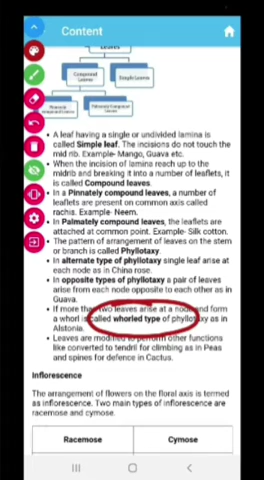 Content
Leaves
Compound
Leaves
Simple Leaves
Pinnately
Compound
Leaves
Palmately Compound
Leaves
• A leaf having a single or undivided lamina is
called Simple leaf. The incisions do not touch the
mid rib. Example- Mango, Guava etc.
• When the incision of lamina reach up to the
midrib and breaking it into a number of leaflets, it
is called Compound leaves.
• In a Pinnately compound leaves, a number of
leaflets are present on common axis called
rachis. Example- Neem.
• In Palmately compound leaves, the leaflets are
attached at common point. Example- Silk cotton.
• The pattern of arrangement of leaves on the stem
or branch is called Phyllotaxy.
• In alternate type of phyllotaxy single leaf arise at
each node as in China rose.
• In opposite types of phyllotaxy a pair of leaves
arise from each node opposite to each other as in
Guava.
• If more than two leaves arise at a node and form
a whorl is called whorled type of phyllotaxy as in
Alstonia.
• Leaves are modified to perform other functions
like converted to tendril for climbing as in Peas
and spines for defence in Cactus.
Inflorescence
The arrangement of flowers on the floral axis is termed
as inflorescence. Two main types of inflorescence are
racemose and cymose.
Racemose
Cymose